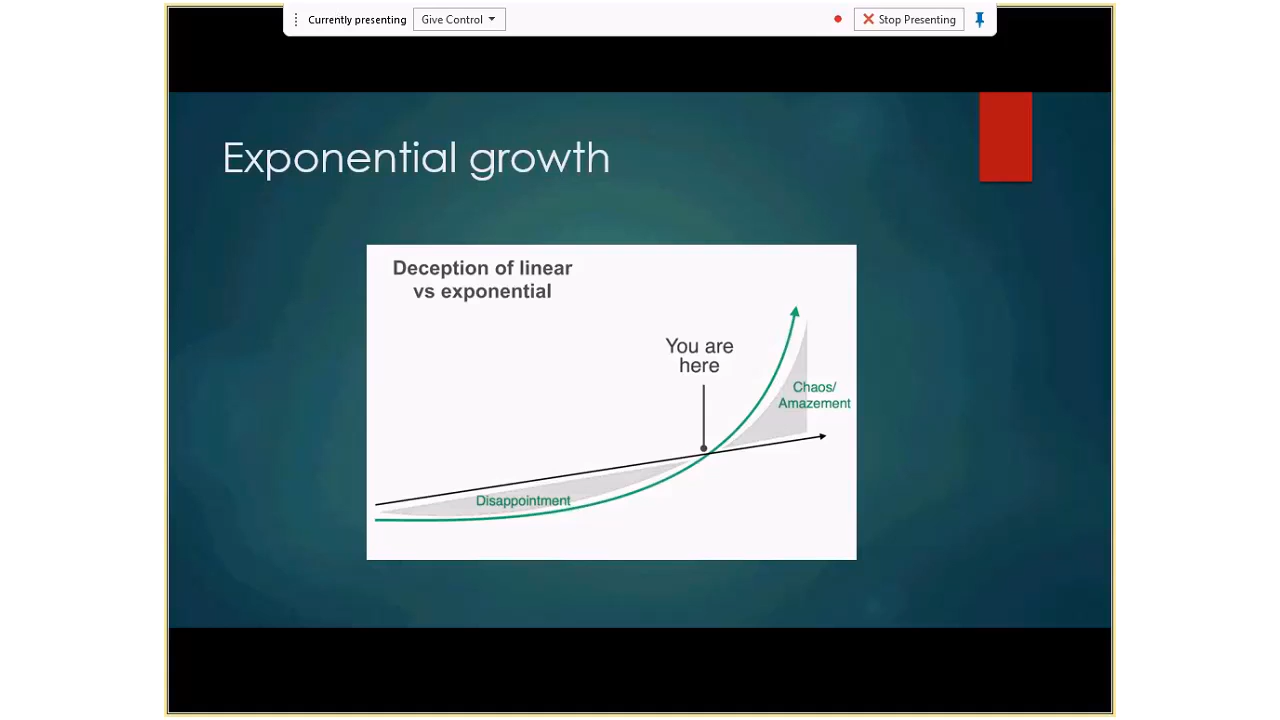 Currently presenting
Give Control
Stop Presenting
Exponential growth
Deception of linear
vs exponential
You are
here
Chaos/
Amazement
Disappointment